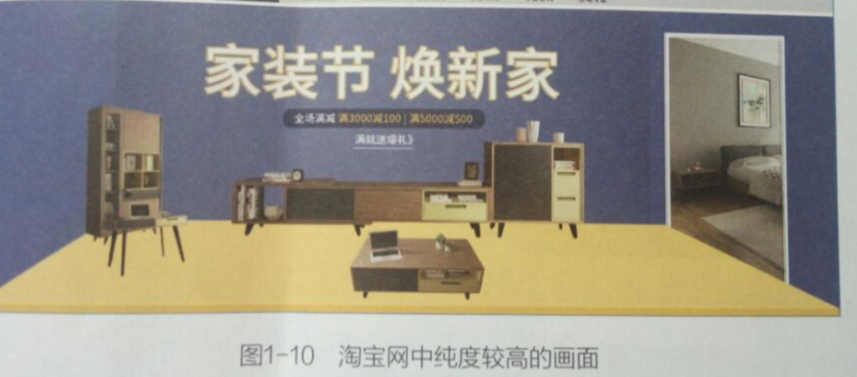 家装节 焕新家
全场满减 满3000减100 | 满5000减500
满就送壕礼》
图1-10 淘宝网中纯度较高的画面